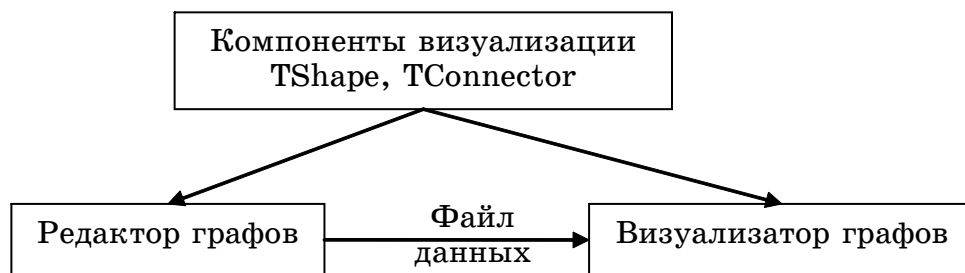 Компоненты визуализации
TShape, TConnector
Редактор графов
Файл
данных
Визуализатор графов